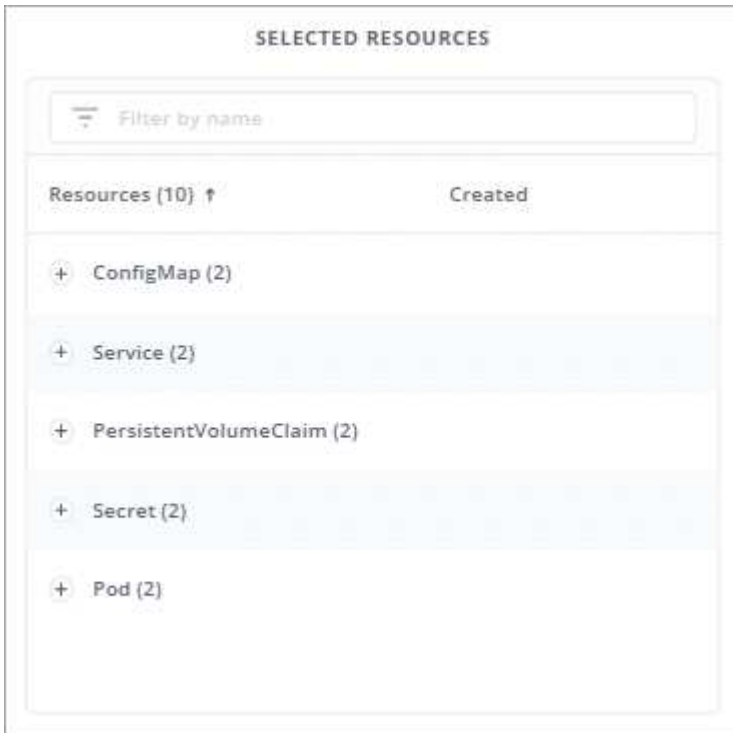 SELECTED RESOURCES
Filter by name
Resources (10) ↑ Created
+ ConfigMap (2)
+ Service (2)
+ PersistentVolumeClaim (2)
+ Secret (2)
+ Pod (2)